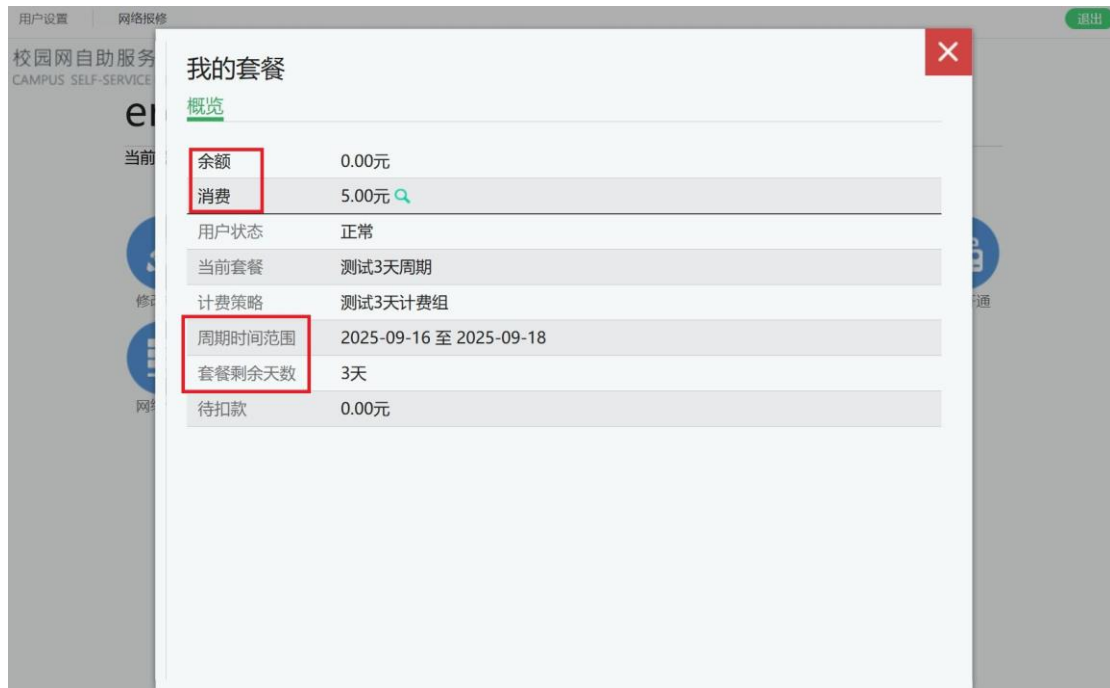 用户设置 网络报修 退出
校园网自助服务
CAMPUS SELF-SERVICE
我的套餐
概览
当前
余额 0.00元
消费 5.00元
用户状态 正常
当前套餐 测试3天周期
计费策略 测试3天计费组
周期时间范围 2025-09-16 至 2025-09-18
套餐剩余天数 3天
待扣款 0.00元